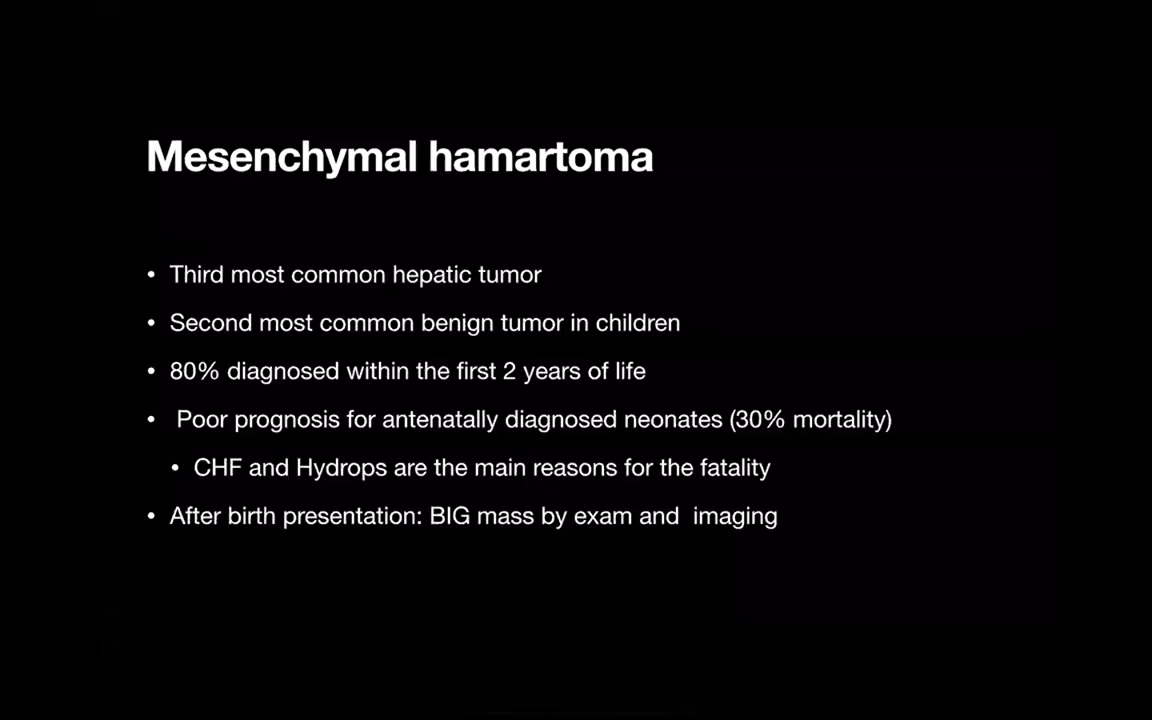 Mesenchymal hamartoma
• Third most common hepatic tumor
• Second most common benign tumor in children
• 80% diagnosed within the first 2 years of life
• Poor prognosis for antenatally diagnosed neonates (30% mortality)
• CHF and Hydrops are the main reasons for the fatality
• After birth presentation: BIG mass by exam and  imaging